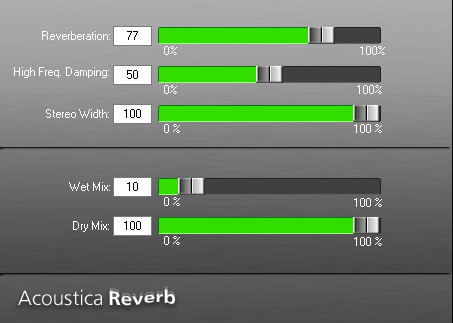 Reverberation: 77
0% 100%
High Freq. Damping: 50
0% 100%
Stereo Width: 100
0 % 100 %
Wet Mix: 10
0 % 100 %
Dry Mix: 100
0 % 100 %
Acoustica Reverb